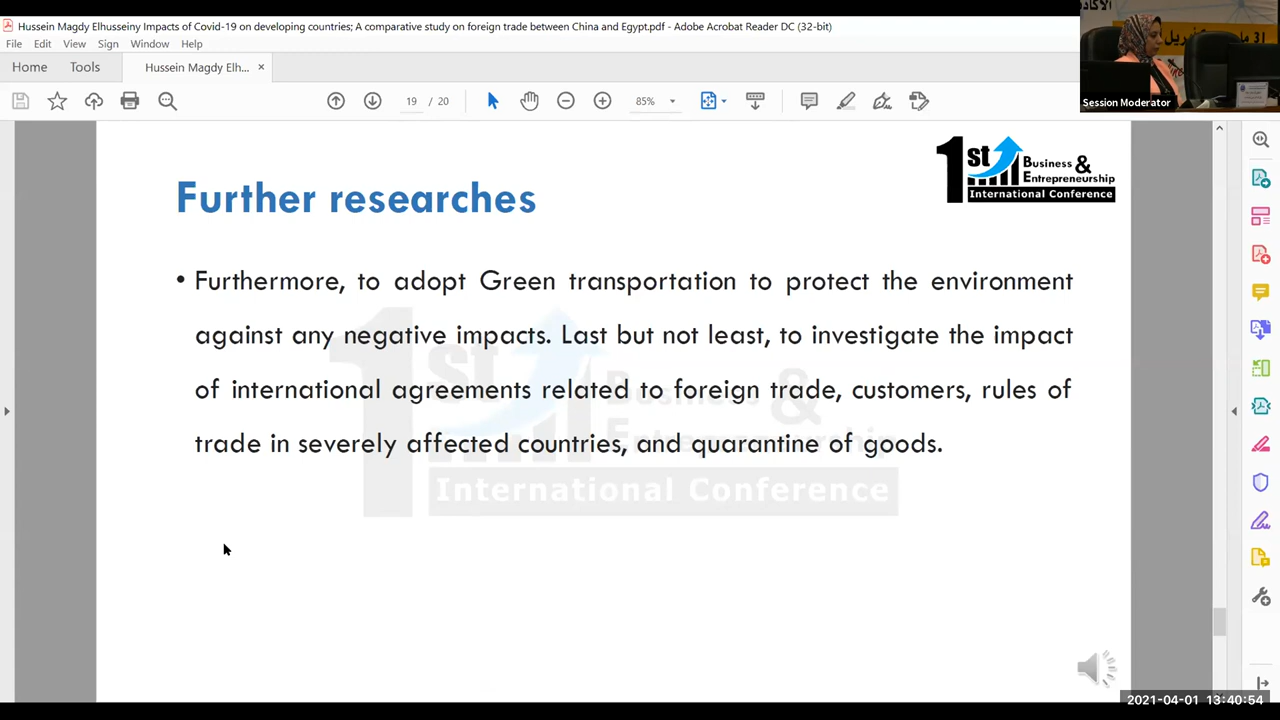 Hussein Magdy Elhusseiny Impacts of Covid-19 on developing countries; A comparative study on foreign trade between China and Egypt.pdf - Adobe Acrobat Reader DC (32-bit)
File Edit View Sign Window Help
Home Tools Hussein Magdy Elh... ×
19 / 20 85%
Session Moderator
1st Business & Entrepreneurship International Conference
Further researches
• Furthermore, to adopt Green transportation to protect the environment
against any negative impacts. Last but not least, to investigate the impact
of international agreements related to foreign trade, customers, rules of
trade in severely affected countries, and quarantine of goods.
1st Business & Entrepreneurship
International Conference
2021-04-01 13:40:54